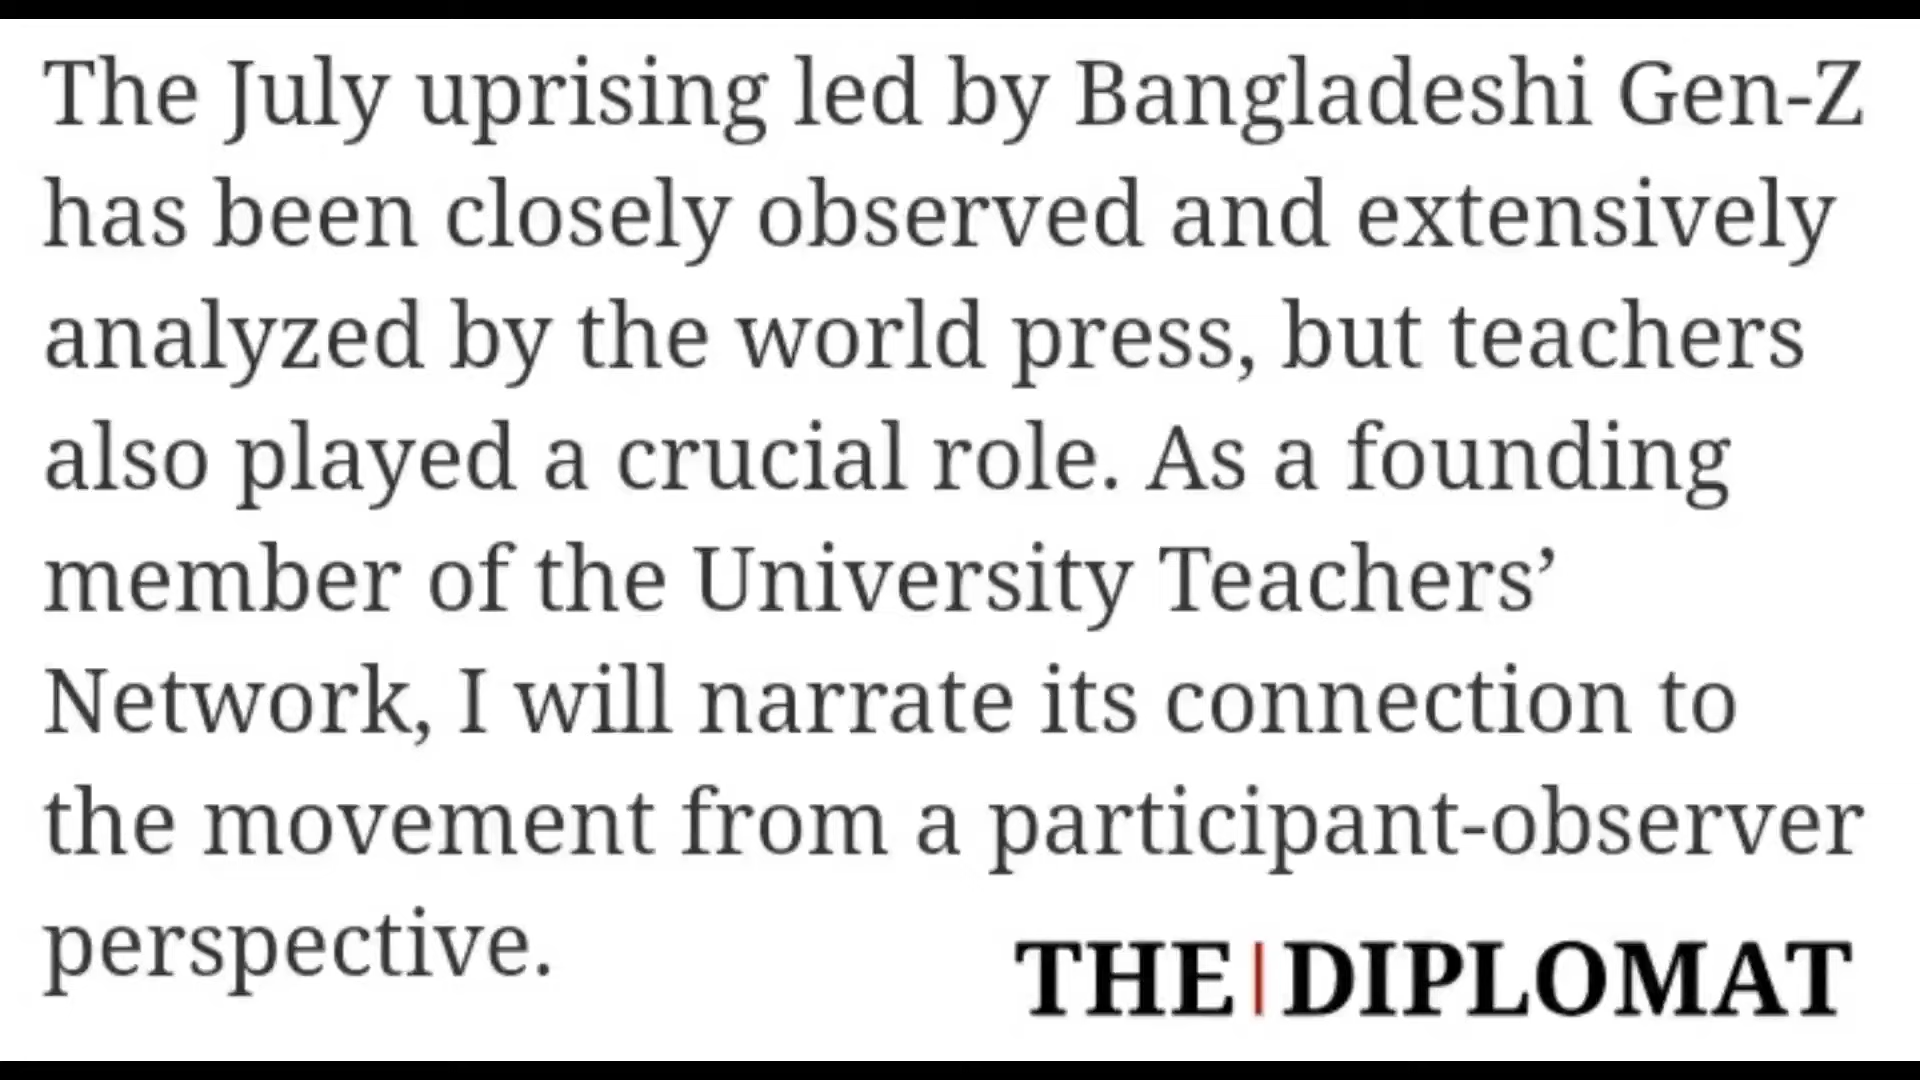 The July uprising led by Bangladeshi Gen-Z
has been closely observed and extensively
analyzed by the world press, but teachers
also played a crucial role. As a founding
member of the University Teachers’
Network, I will narrate its connection to
the movement from a participant-observer
perspective.
THE|DIPLOMAT